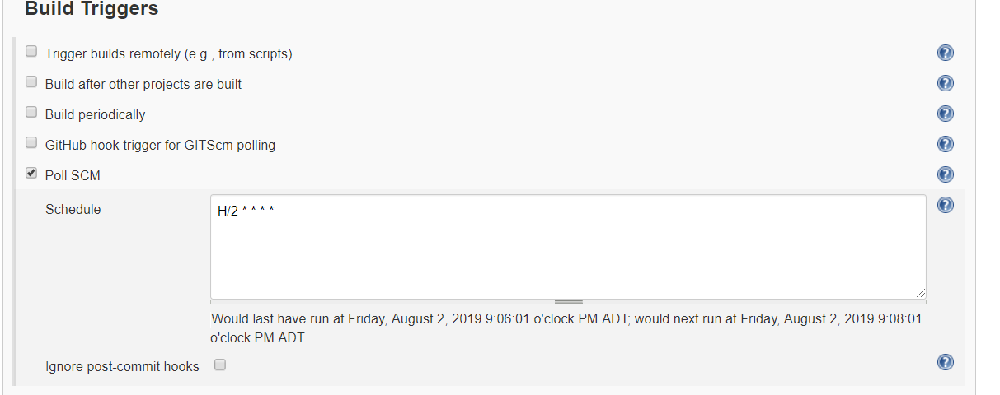 Build Triggers
Trigger builds remotely (e.g., from scripts)
Build after other projects are built
Build periodically
GitHub hook trigger for GITScm polling
Poll SCM
Schedule
H/2 * * * *
Would last have run at Friday, August 2, 2019 9:06:01 o'clock PM ADT; would next run at Friday, August 2, 2019 9:08:01
o'clock PM ADT.
Ignore post-commit hooks